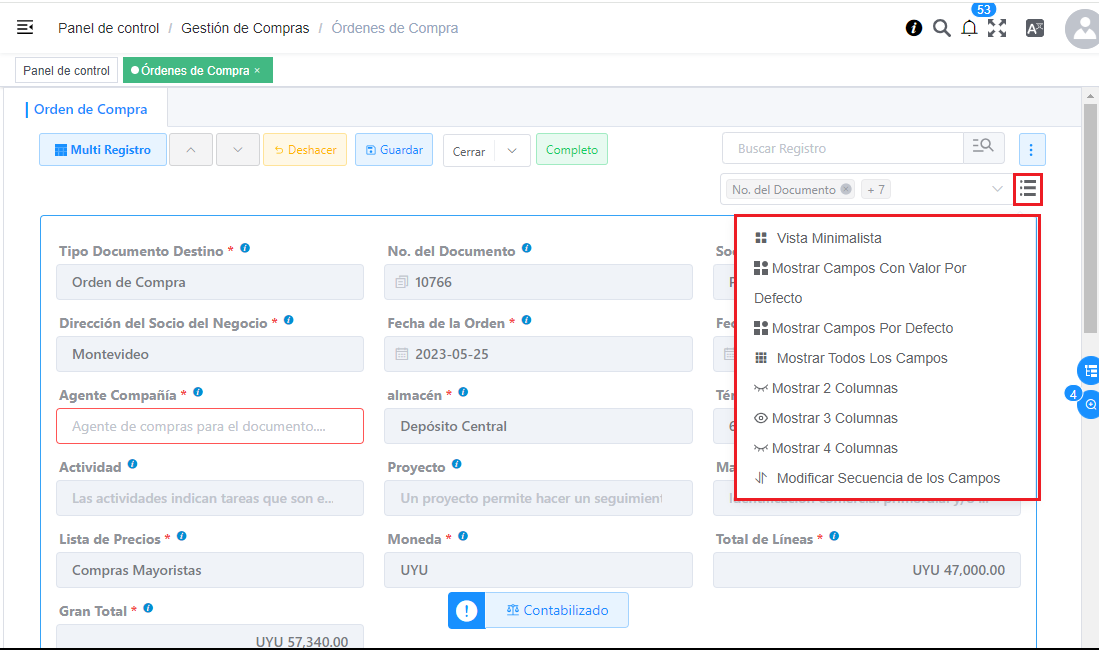 53
Panel de control / Gestión de Compras / Órdenes de Compra
Panel de control
Órdenes de Compra ×
Orden de Compra
Multi Registro
Deshacer
Guardar
Cerrar
Completo
Buscar Registro
No. del Documento
+ 7
Vista Minimalista
Mostrar Campos Con Valor Por
Defecto
Mostrar Campos Por Defecto
Mostrar Todos Los Campos
Mostrar 2 Columnas
Mostrar 3 Columnas
Mostrar 4 Columnas
Modificar Secuencia de los Campos
Tipo Documento Destino *
Orden de Compra
No. del Documento
10766
Dirección del Socio del Negocio *
Montevideo
Fecha de la Orden *
2023-05-25
Agente Compañía *
Agente de compras para el documento....
almacén *
Depósito Central
4
Actividad
Las actividades indican tareas que son e...
Proyecto
Un proyecto permite hacer un seguimient
Lista de Precios *
Compras Mayoristas
Moneda *
UYU
Total de Líneas *
UYU 47,000.00
Gran Total *
UYU 57,340.00
Contabilizado